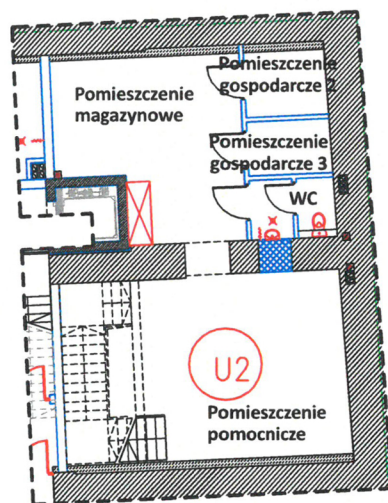 Pomieszczenie
gospodarcze 2
Pomieszczenie
magazynowe
Pomieszczenie
gospodarcze 3
WC
U2
Pomieszczenie
pomocnicze